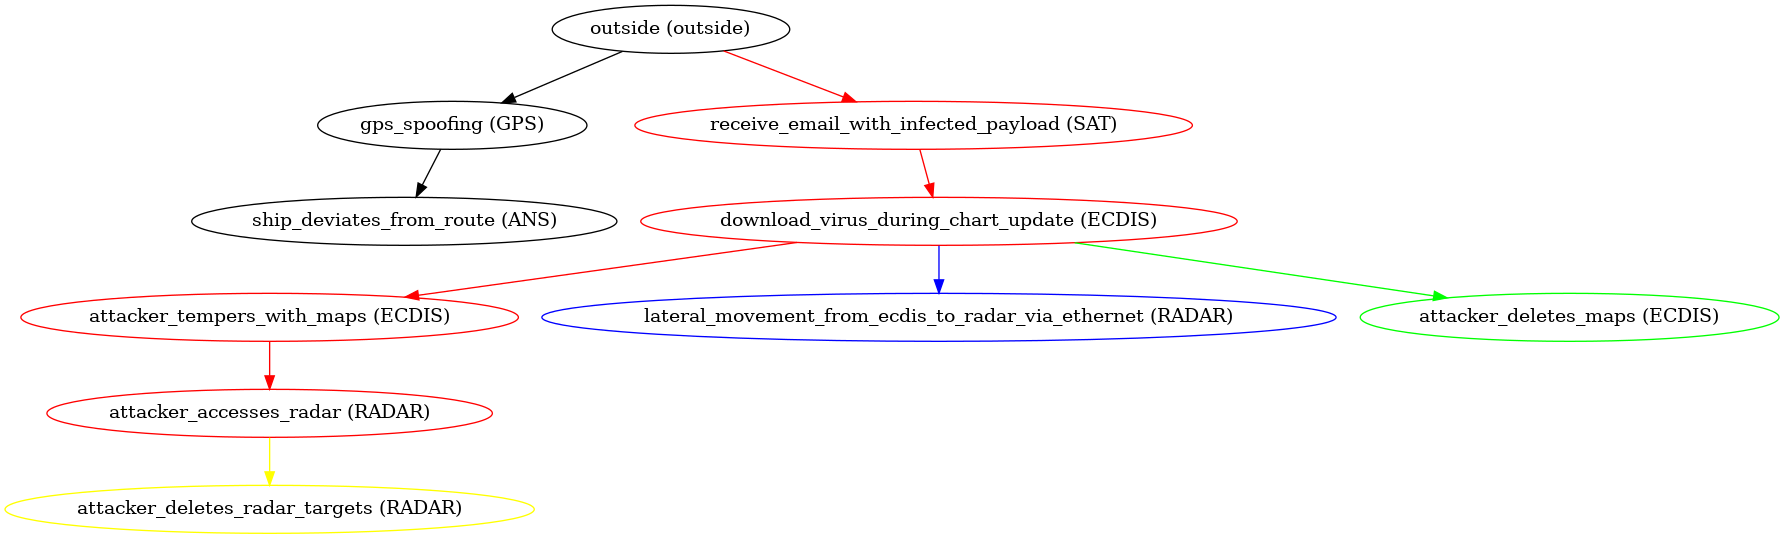 outside (outside)
gps_spoofing (GPS)
receive_email_with_infected_payload (SAT)
ship_deviates_from_route (ANS)
download_virus_during_chart_update (ECDIS)
attacker_tempers_with_maps (ECDIS)
lateral_movement_from_ecdis_to_radar_via_ethernet (RADAR)
attacker_deletes_maps (ECDIS)
attacker_accesses_radar (RADAR)
attacker_deletes_radar_targets (RADAR)